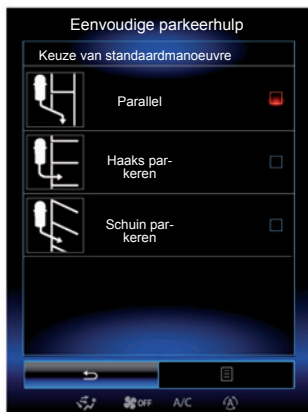 Eenvoudige parkeerhulp
Keuze van standaardmanoeuvre
Parallel
Haaks par-
keren
Schuin par-
keren
OFF A/C A